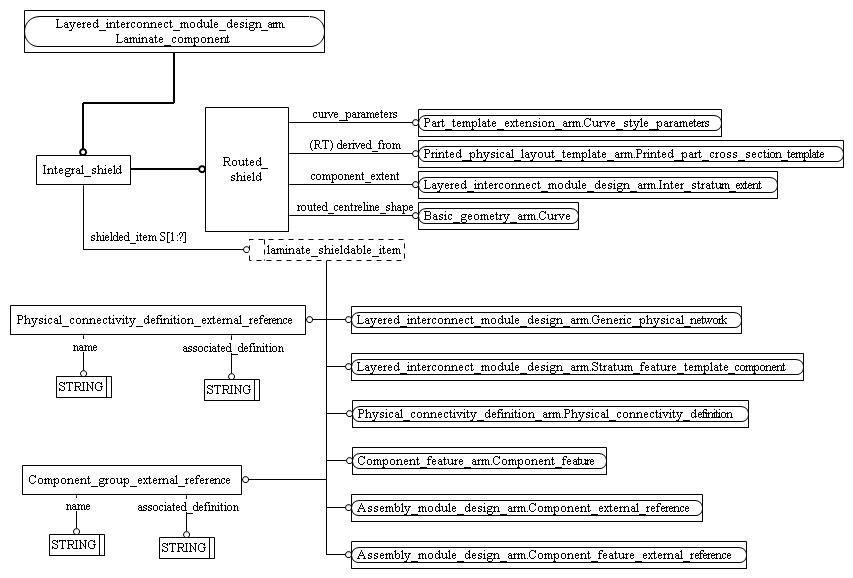 Layered_interconnect_module_design_arm.
Laminate_component
curve_parameters
Part_template_extension_arm.Curve_style_parameters
(RT) derived_from
Printed_physical_layout_template_arm.Printed_part_cross_section_template
Integral_shield
Routed_
shield
component_extent
Layered_interconnect_module_design_arm.Inter_stratum_extent
routed_centreline_shape
Basic_geometry_arm.Curve
shielded_item S[1:?]
laminate_shieldable_item
Physical_connectivity_definition_external_reference
Layered_interconnect_module_design_arm.Generic_physical_network
name
associated_definition
STRING
STRING
Layered_interconnect_module_design_arm.Stratum_feature_template_component
Physical_connectivity_definition_arm.Physical_connectivity_definition
Component_feature_arm.Component_feature
Component_group_external_reference
name
associated_definition
STRING
STRING
Assembly_module_design_arm.Component_external_reference
Assembly_module_design_arm.Component_feature_external_reference